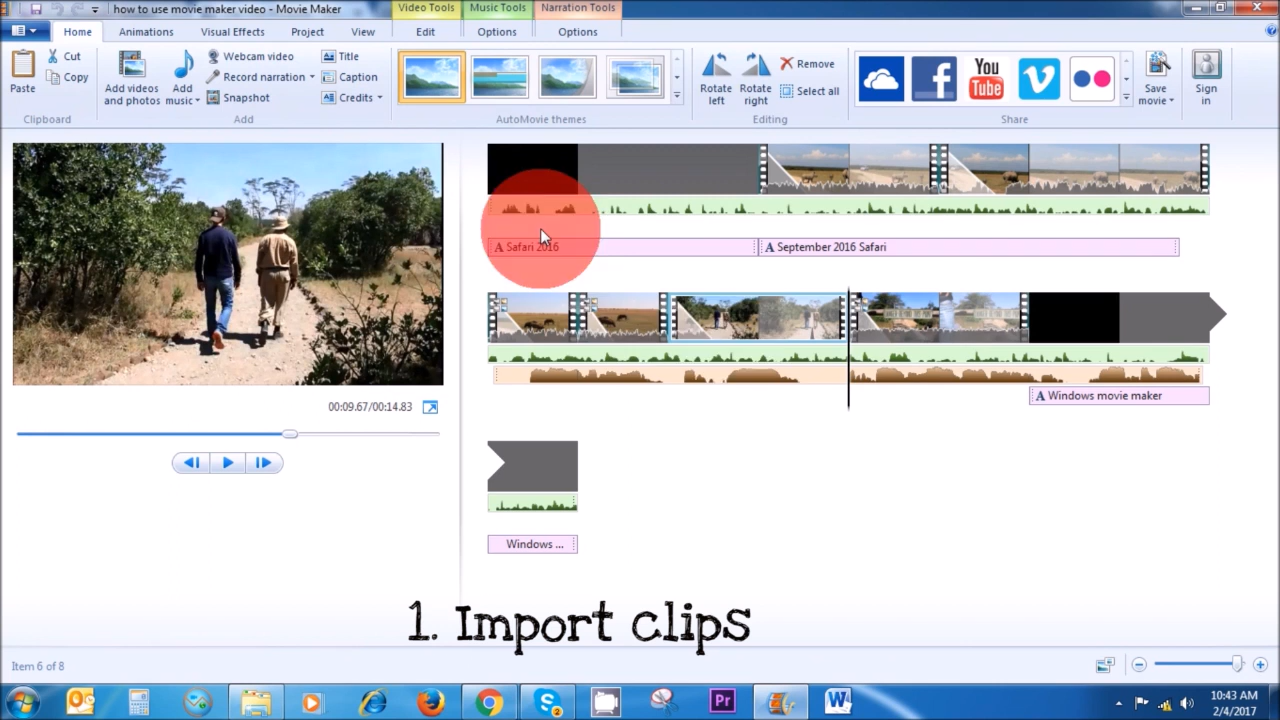 how to use movie maker video - Movie Maker
Video Tools
Music Tools
Narration Tools
Home
Animations
Visual Effects
Project
View
Edit
Options
Options
Paste
Cut
Copy
Clipboard
Add videos
and photos
Add
music
Webcam video
Record narration
Snapshot
Title
Caption
Credits
Add
AutoMovie themes
Rotate
left
Rotate
right
Remove
Select all
Editing
You
Tube
Share
Save
movie
Sign
in
A Safari 2016
A September 2016 Safari
A Windows movie maker
Windows ...
00:09.67/00:14.83
1. Import clips
Item 6 of 8
Pr
10:43 AM
2/4/2017